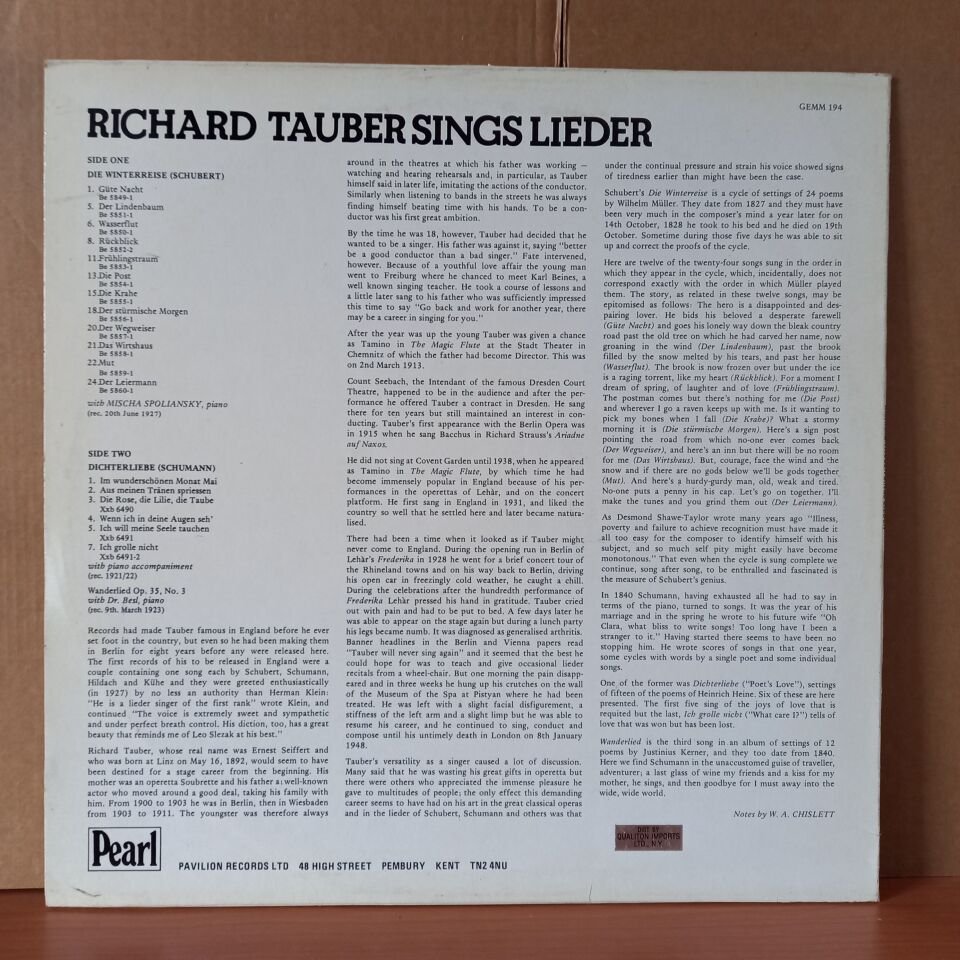 GEMM 194
RICHARD TAUBER SINGS LIEDER
SIDE ONE
DIE WINTERREISE (SCHUBERT)
1. Güte Nacht
Be 5849-1
5. Der Lindenbaum
Be 5851-1
6. Wasserflut
Be 5850-1
8. Rückblick
Be 5852-2
11.Frühlingstraum
Be 5853-1
13.Die Post
Be 5854-1
15.Die Krahe
Be 5855-1
18.Der stürmische Morgen
Be 5856-1
20.Der Wegweiser
Be 5857-1
21.Das Wirtshaus
Be 5858-1
22.Mut
Be 5859-1
24.Der Leiermann
Be 5860-1
with MISCHA SPOLIANSKY, piano
(rec. 20th June 1927)
SIDE TWO
DICHTERLIEBE (SCHUMANN)
1. Im wunderschönen Monat Mai
2. Aus meinen Tränen spriessen
3. Die Rose, die Lilie, die Taube
Xxb 6490
4. Wenn ich in deine Augen seh'
5. Ich will meine Seele tauchen
Xxb 6491
7. Ich grolle nicht
Xxb 6491-2
with piano accompaniment
(rec. 1921/22)
Wanderlied Op. 35, No. 3
with Dr. Besl, piano
(rec. 9th. March 1923)
Records had made Tauber famous in England before he ever
set foot in the country, but even so he had been making them
in Berlin for eight years before any were released here.
The first records of his to be released in England were a
couple containing one song each by Schubert, Schumann,
Hildach and Kühe and they were greeted enthusiastically
(in 1927) by no less an authority than Herman Klein:
"He is a lieder singer of the first rank" wrote Klein, and
continued "The voice is extremely sweet and sympathetic
and under perfect breath control. His diction, too, has a great
beauty that reminds me of Leo Slezak at his best."
Richard Tauber, whose real name was Ernest Seiffert and
who was born at Linz on May 16, 1892, would seem to have
been destined for a stage career from the beginning. His
mother was an operetta Soubrette and his father a well-known
actor who moved around a good deal, taking his family with
him. From 1900 to 1903 he was in Berlin, then in Wiesbaden
from 1903 to 1911. The youngster was therefore always
around in the theatres at which his father was working —
watching and hearing rehearsals and, in particular, as Tauber
himself said in later life, imitating the actions of the conductor.
Similarly when listening to bands in the streets he was always
finding himself beating time with his hands. To be a con-
ductor was his first great ambition.
By the time he was 18, however, Tauber had decided that he
wanted to be a singer. His father was against it, saying "better
be a good conductor than a bad singer." Fate intervened,
however. Because of a youthful love affair the young man
went to Freiburg where he chanced to meet Karl Beines, a
well known singing teacher. He took a course of lessons and
a little later sang to his father who was sufficiently impressed
this time to say "Go back and work for another year, there
may be a career in singing for you."
After the year was up the young Tauber was given a chance
as Tamino in The Magic Flute at the Stadt Theater in
Chemnitz of which the father had become Director. This was
on 2nd March 1913.
Count Seebach, the Intendant of the famous Dresden Court
Theatre, happened to be in the audience and after the per-
formance he offered Tauber a contract in Dresden. He sang
there for ten years but still maintained an interest in con-
ducting. Tauber's first appearance with the Berlin Opera was
in 1915 when he sang Bacchus in Richard Strauss's Ariadne
auf Naxos.
He did not sing at Covent Garden until 1938, when he appeared
as Tamino in The Magic Flute, by which time he had
become immensely popular in England because of his per-
formances in the operettas of Lehàr, and on the concert
platform. He first sang in England in 1931, and liked the
country so well that he settled here and later became natura-
lised.
There had been a time when it looked as if Tauber might
never come to England. During the opening run in Berlin of
Lehàr's Frederika in 1928 he went for a brief concert tour of
the Rhineland towns and on his way back to Berlin, driving
his open car in freezingly cold weather, he caught a chill.
During the celebrations after the hundredth performance of
Frederika Lehàr pressed his hand in gratitude. Tauber cried
out with pain and had to be put to bed. A few days later he
was able to appear on the stage again but during a lunch party
his legs became numb. It was diagnosed as generalised arthritis.
Banner headlines in the Berlin and Vienna papers read
"Tauber will never sing again" and it seemed that the best he
could hope for was to teach and give occasional lieder
recitals from a wheel-chair. But one morning the pain disapp-
eared and in three weeks he hung up his crutches on the wall
of the Museum of the Spa at Pistyan where he had been
treated. He was left with a slight facial disfigurement, a
stiffness of the left arm and a slight limp but he was able to
resume his career, and he continued to sing, conduct and
compose until his untimely death in London on 8th January
1948.
Tauber's versatility as a singer caused a lot of discussion.
Many said that he was wasting his great gifts in operetta but
there were others who appreciated the immense pleasure he
gave to multitudes of people; the only effect this demanding
career seems to have had on his art in the great classical operas
and in the lieder of Schubert, Schumann and others was that
under the continual pressure and strain his voice showed signs
of tiredness earlier than might have been the case.
Schubert's Die Winterreise is a cycle of settings of 24 poems
by Wilhelm Müller. They date from 1827 and they must have
been very much in the composer's mind a year later for on
14th October, 1828 he took to his bed and he died on 19th
October. Sometime during those five days he was able to sit
up and correct the proofs of the cycle.
Here are twelve of the twenty-four songs sung in the order in
which they appear in the cycle, which, incidentally, does not
correspond exactly with the order in which Müller played
them. The story, as related in these twelve songs, may be
epitomised as follows: The hero is a disappointed and des-
pairing lover. He bids his beloved a desperate farewell
(Güte Nacht) and goes his lonely way down the bleak country
road past the old tree on which he had carved her name, now
groaning in the wind (Der Lindenbaum), past the brook
filled by the snow melted by his tears, and past her house
(Wasserflut). The brook is now frozen over but under the ice
is a raging torrent, like my heart (Rückblick). For a moment I
dream of spring, of laughter and of love (Frühlingstraum).
The postman comes but there's nothing for me (Die Post)
and wherever I go a raven keeps up with me. Is it wanting to
pick my bones when I fall (Die Krabe)? What a stormy
morning it is (Die stürmische Morgen). Here's a sign post
pointing the road from which no-one ever comes back
(Der Wegweiser), and here's an inn but there will be no room
for me (Das Wirtshaus). But, courage, face the wind and the
snow and if there are no gods below we'll be gods together
(Mut). And here's a hurdy-gurdy man, old, weak and tired.
No-one puts a penny in his cap. Let's go on together. I'll
make the tunes and you grind them out (Der Leiermann).
As Desmond Shawe-Taylor wrote many years ago "Illness,
poverty and failure to achieve recognition must have made it
all too easy for the composer to identify himself with his
subject, and so much self pity might easily have become
monotonous." That even when the cycle is sung complete we
continue, song after song, to be enthralled and fascinated is
the measure of Schubert's genius.
In 1840 Schumann, having exhausted all he had to say in
terms of the piano, turned to songs. It was the year of his
marriage and in the spring he wrote to his future wife "Oh
Clara, what bliss to write songs! Too long have I been a
stranger to it." Having started there seems to have been no
stopping him. He wrote scores of songs in that one year,
some cycles with words by a single poet and some individual
songs.
One of the former was Dichterliebe ("Poet's Love"), settings
of fifteen of the poems of Heinrich Heine. Six of these are here
presented. The first five sing of the joys of love that is
requited but the last, Ich grolle nicht ("What care I?") tells of
love that was won but has been lost.
Wanderlied is the third song in an album of settings of 12
poems by Justinius Kerner, and they too date from 1840.
Here we find Schumann in the unaccustomed guise of traveller,
adventurer; a last glass of wine my friends and a kiss for my
mother, he sings, and then goodbye for I must away into the
wide, wide world.
Notes by W. A. CHISLETT
Pearl
PAVILION RECORDS LTD 48 HIGH STREET PEMBURY KENT TN2 4NU
DIST BY
QUALITON IMPORTS
LTD., N.Y.